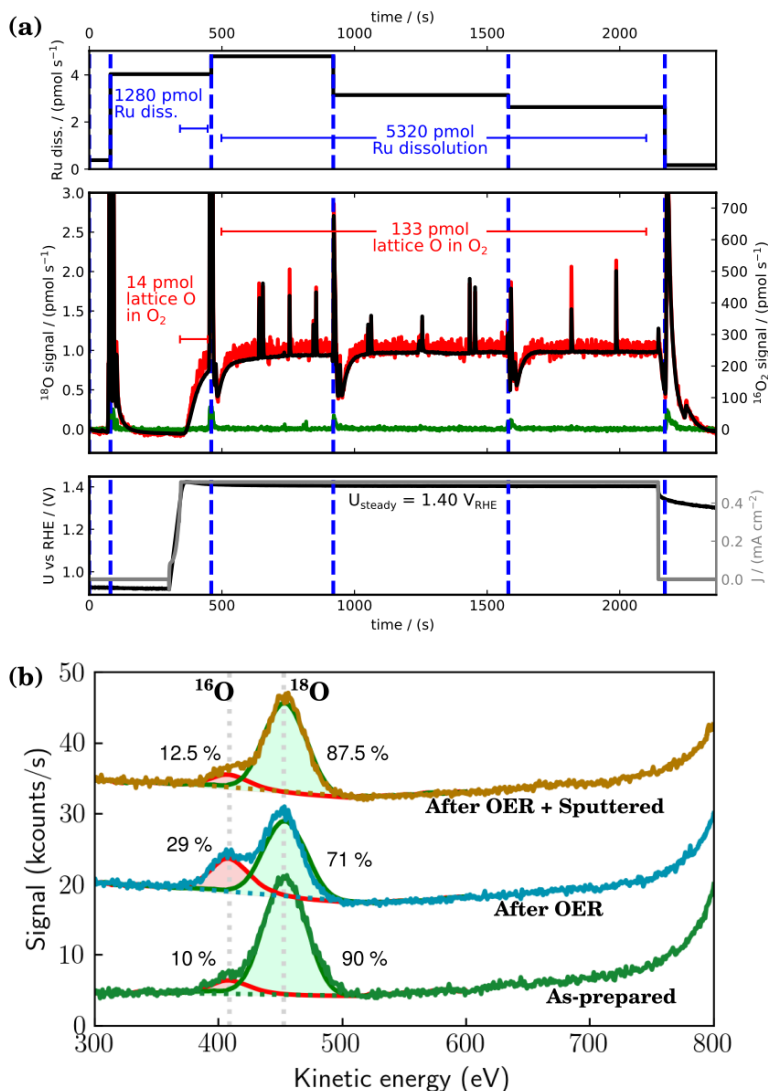 (a)
time / (s)
0 500 1000 1500 2000
Ru diss. / (pmol s⁻¹)
4
2
0
1280 pmol
Ru diss.
5320 pmol
Ru dissolution
¹⁸O signal / (pmol s⁻¹)
3.0
2.5
2.0
1.5
1.0
0.5
0.0
14 pmol
lattice O
in O₂
133 pmol
lattice O in O₂
700
600
500
400
300
200
100
0
¹⁶O₂ signal / (pmol s⁻¹)
U vs RHE / (V)
1.4
1.2
1.0
U_steady = 1.40 V_RHE
0.5
0.0
J / (mA cm⁻²)
0 500 1000 1500 2000
time / (s)
(b)
Signal (kcounts/s)
50
40
30
20
10
0
¹⁶O ¹⁸O
12.5 % 87.5 %
After OER + Sputtered
29 % 71 %
After OER
10 % 90 %
As-prepared
300 400 500 600 700 800
Kinetic energy (eV)